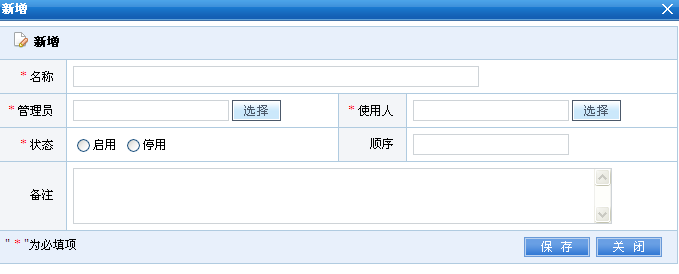 新增
新增
* 名称
* 管理员 选择 * 使用人 选择
* 状态 启用 停用 顺序
备注
"*"为必填项 保 存 关 闭